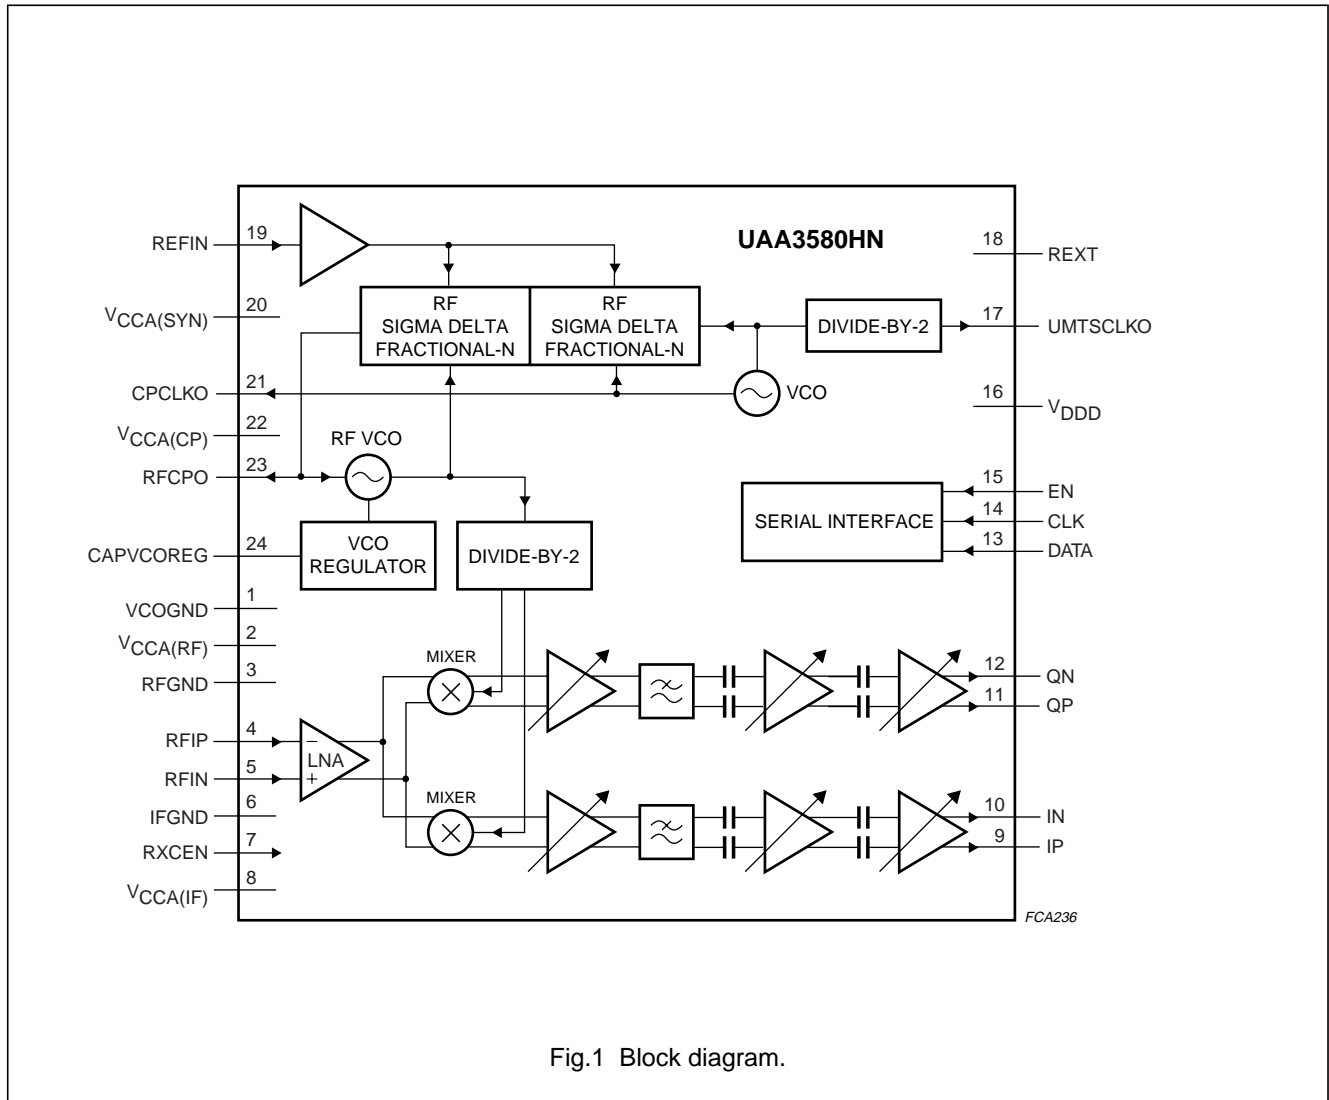 UAA3580HN
REFIN 19
VCCA(SYN) 20
CPCLKO 21
VCCA(CP) 22
RFCPO 23
CAPVCOREG 24
VCOGND 1
VCCA(RF) 2
RFGND 3
RFIP 4
RFIN 5
IFGND 6
RXCEN 7
VCCA(IF) 8
RF
SIGMA DELTA
FRACTIONAL-N
RF
SIGMA DELTA
FRACTIONAL-N
DIVIDE-BY-2
VCO
RF VCO
VCO
REGULATOR
DIVIDE-BY-2
SERIAL INTERFACE
MIXER
− LNA +
MIXER
18 REXT
17 UMTSCLKO
16 VDDD
15 EN
14 CLK
13 DATA
12 QN
11 QP
10 IN
9 IP
FCA236
Fig.1 Block diagram.